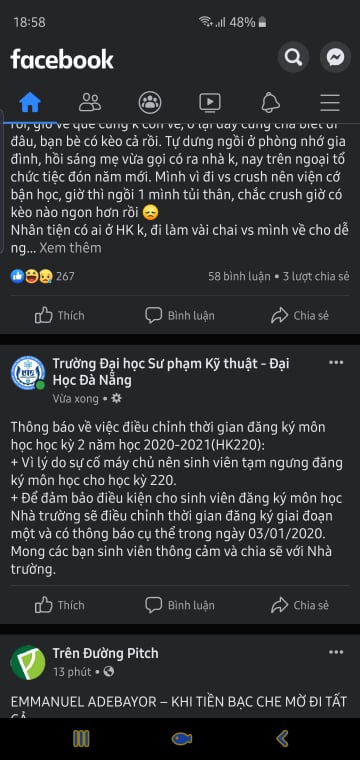 18:58
48%
facebook
rồi, giờ về quê cũng k còn vé, ở lại đây cũng chả biết đi
đâu, bạn bè có kèo cả rồi. Tự dưng ngồi ở phòng nhớ gia
đình, hồi sáng mẹ vừa gọi có ra nhà k, nay trên ngoại tổ
chức tiệc đón năm mới. Mình vì đi vs crush nên viện cớ
bận học, giờ thì ngồi 1 mình tủi thân, chắc crush giờ có
kèo nào ngon hơn rồi 😞
Nhân tiện có ai ở HK k, đi làm vài chai vs mình về cho dễ
ng... Xem thêm
267
58 bình luận • 3 lượt chia sẻ
Thích Bình luận Chia sẻ
Trường Đại học Sư phạm Kỹ thuật - Đại
Học Đà Nẵng
Vừa xong •
Thông báo về việc điều chỉnh thời gian đăng ký môn
học học kỳ 2 năm học 2020-2021(HK220):
+ Vì lý do sự cố máy chủ nên sinh viên tạm ngưng đăng
ký môn học cho học kỳ 220.
+ Để đảm bảo điều kiện cho sinh viên đăng ký môn học
Nhà trường sẽ điều chỉnh thời gian đăng ký giai đoạn
một và có thông báo cụ thể trong ngày 03/01/2020.
Mong các bạn sinh viên thông cảm và chia sẽ với Nhà
trường.
Thích Bình luận Chia sẻ
Trên Đường Pitch
13 phút •
EMMANUEL ADEBAYOR – KHI TIỀN BẠC CHE MỜ ĐI TẤT
CẢ